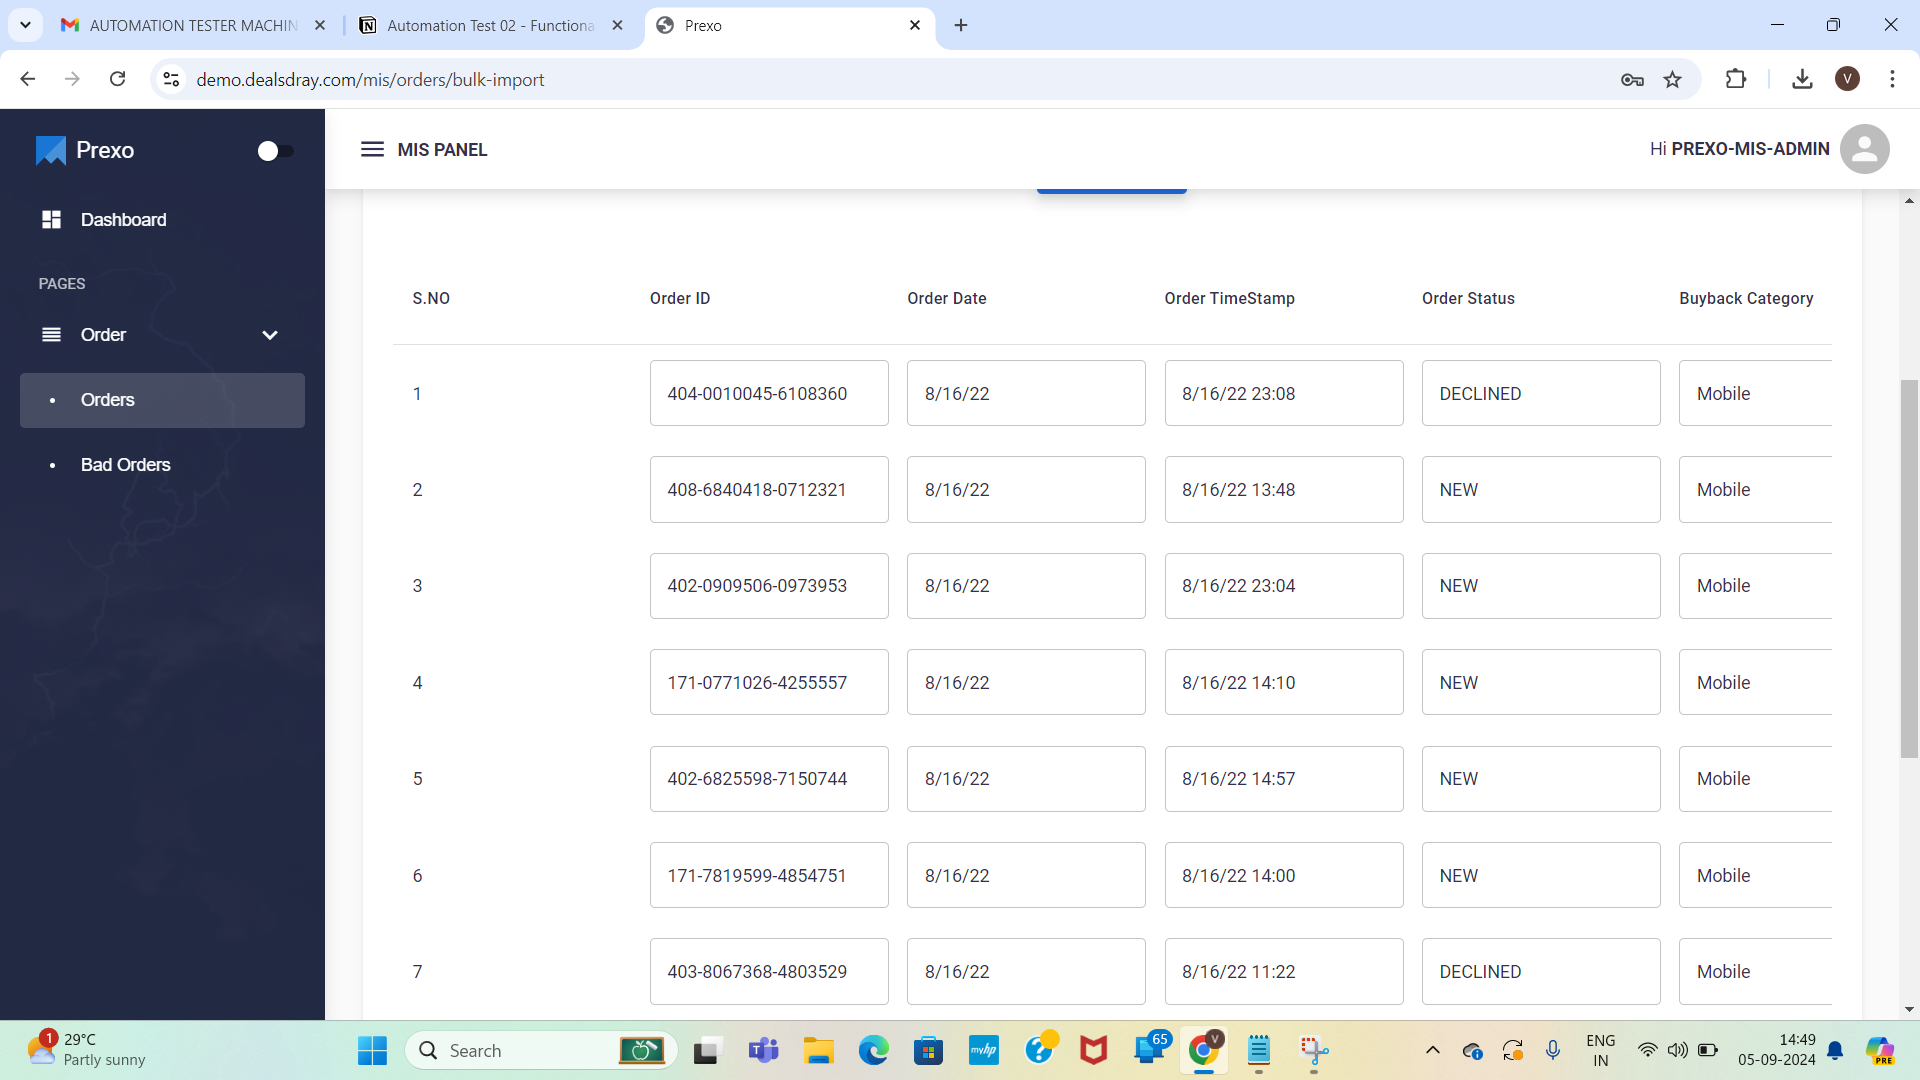 AUTOMATION TESTER MACHIN
Automation Test 02 - Functiona
Prexo
demo.dealsdray.com/mis/orders/bulk-import
V
Prexo
MIS PANEL
Hi PREXO-MIS-ADMIN
Dashboard
PAGES
Order
Orders
Bad Orders
S.NO Order ID Order Date Order TimeStamp Order Status Buyback Category
1 404-0010045-6108360 8/16/22 8/16/22 23:08 DECLINED Mobile
2 408-6840418-0712321 8/16/22 8/16/22 13:48 NEW Mobile
3 402-0909506-0973953 8/16/22 8/16/22 23:04 NEW Mobile
4 171-0771026-4255557 8/16/22 8/16/22 14:10 NEW Mobile
5 402-6825598-7150744 8/16/22 8/16/22 14:57 NEW Mobile
6 171-7819599-4854751 8/16/22 8/16/22 14:00 NEW Mobile
7 403-8067368-4803529 8/16/22 8/16/22 11:22 DECLINED Mobile
1
29°C
Partly sunny
Search
myhp
65
V
ENG
IN
14:49
05-09-2024
PRE